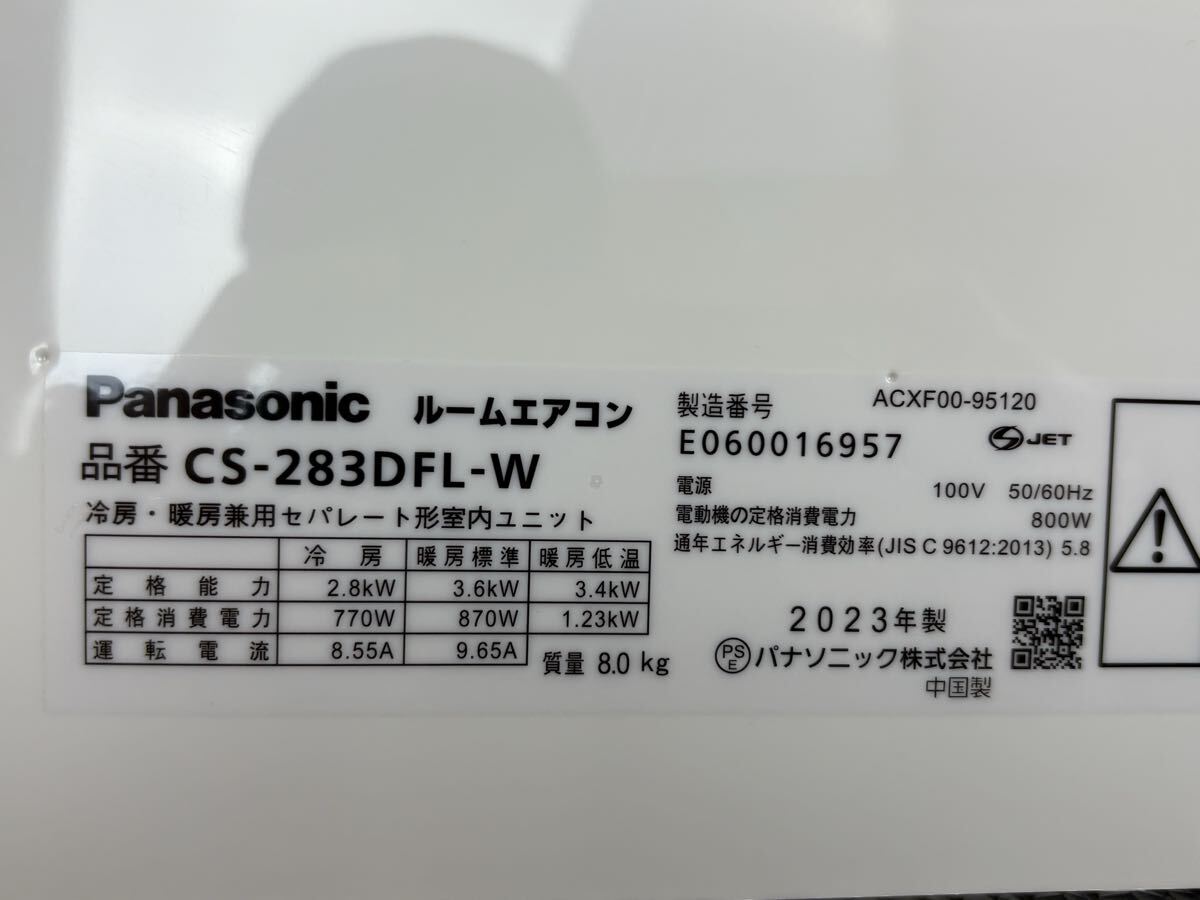 Panasonic ルームエアコン
品番 CS-283DFL-W
冷房・暖房兼用セパレート形室内ユニット
冷房 暖房標準 暖房低温
定格能力 2.8kW 3.6kW 3.4kW
定格消費電力 770W 870W 1.23kW
運転電流 8.55A 9.65A
質量 8.0 kg
製造番号 ACXF00-95120
E060016957 JET
電源 100V 50/60Hz
電動機の定格消費電力 800W
通年エネルギー消費効率(JIS C 9612:2013) 5.8
2023年製
PS E パナソニック株式会社
中国製